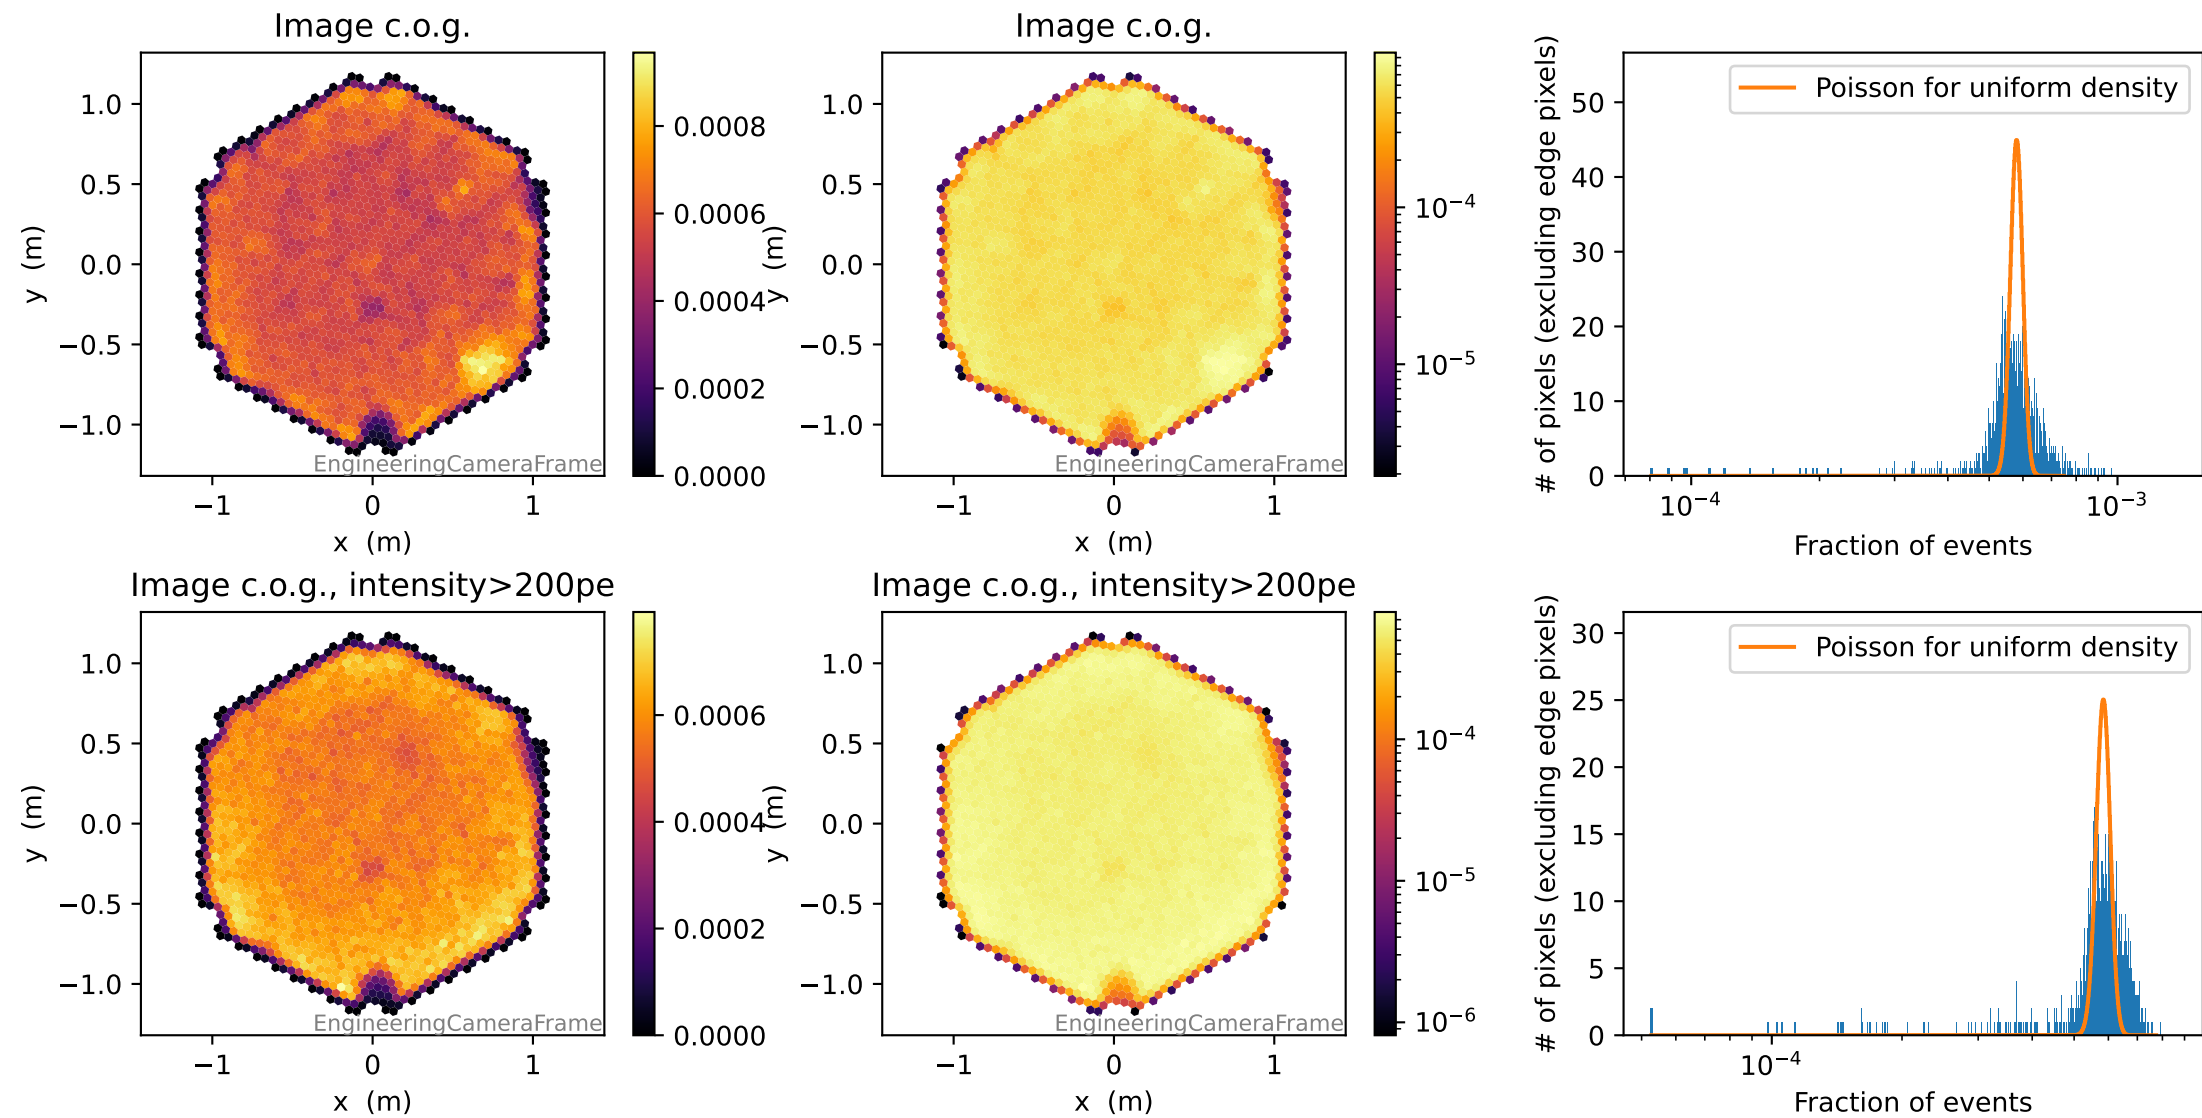 Image c.o.g.
1.0
0.5
0.0
−0.5
−1.0
y (m)
−1 0 1
x (m)
EngineeringCameraFrame
0.0008
0.0006
0.0004
0.0002
0.0000
Image c.o.g.
1.0
0.5
0.0
−0.5
−1.0
y (m)
−1 0 1
x (m)
EngineeringCameraFrame
10⁻⁴
10⁻⁵
Poisson for uniform density
50
40
30
20
10
0
# of pixels (excluding edge pixels)
10⁻⁴ 10⁻³
Fraction of events
Image c.o.g., intensity>200pe
1.0
0.5
0.0
−0.5
−1.0
y (m)
−1 0 1
x (m)
EngineeringCameraFrame
0.0006
0.0004
0.0002
0.0000
Image c.o.g., intensity>200pe
1.0
0.5
0.0
−0.5
−1.0
y (m)
−1 0 1
x (m)
EngineeringCameraFrame
10⁻⁴
10⁻⁵
10⁻⁶
Poisson for uniform density
30
25
20
15
10
5
0
# of pixels (excluding edge pixels)
10⁻⁴
Fraction of events